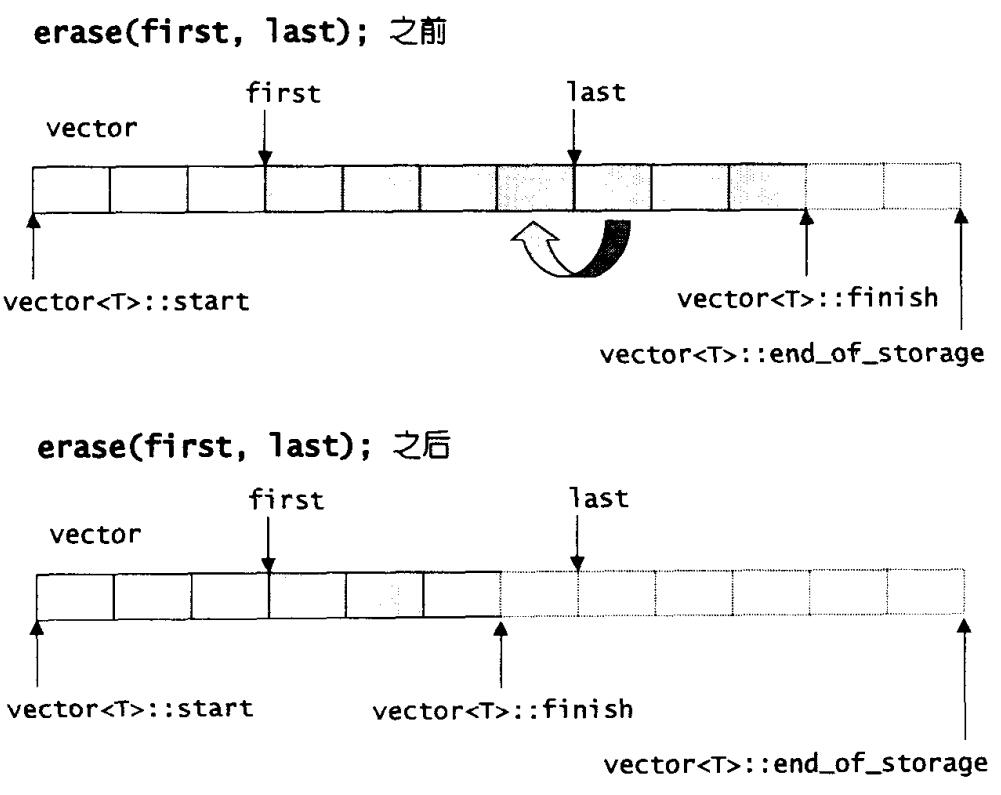 erase(first, last); 之前
first
last
vector
vector<T>::start
vector<T>::finish
vector<T>::end_of_storage
erase(first, last); 之后
first
last
vector
vector<T>::start
vector<T>::finish
vector<T>::end_of_storage